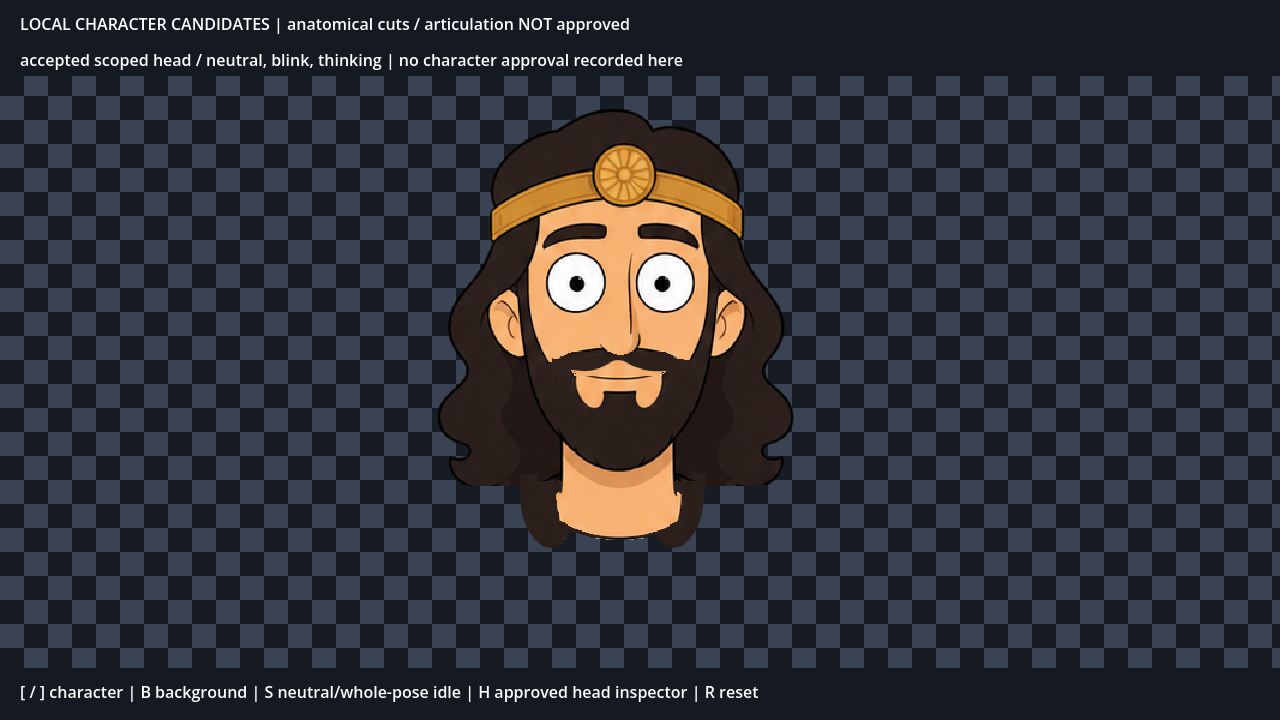 LOCAL CHARACTER CANDIDATES | anatomical cuts / articulation NOT approved
accepted scoped head / neutral, blink, thinking | no character approval recorded here
[ / ] character | B background | S neutral/whole-pose idle | H approved head inspector | R reset